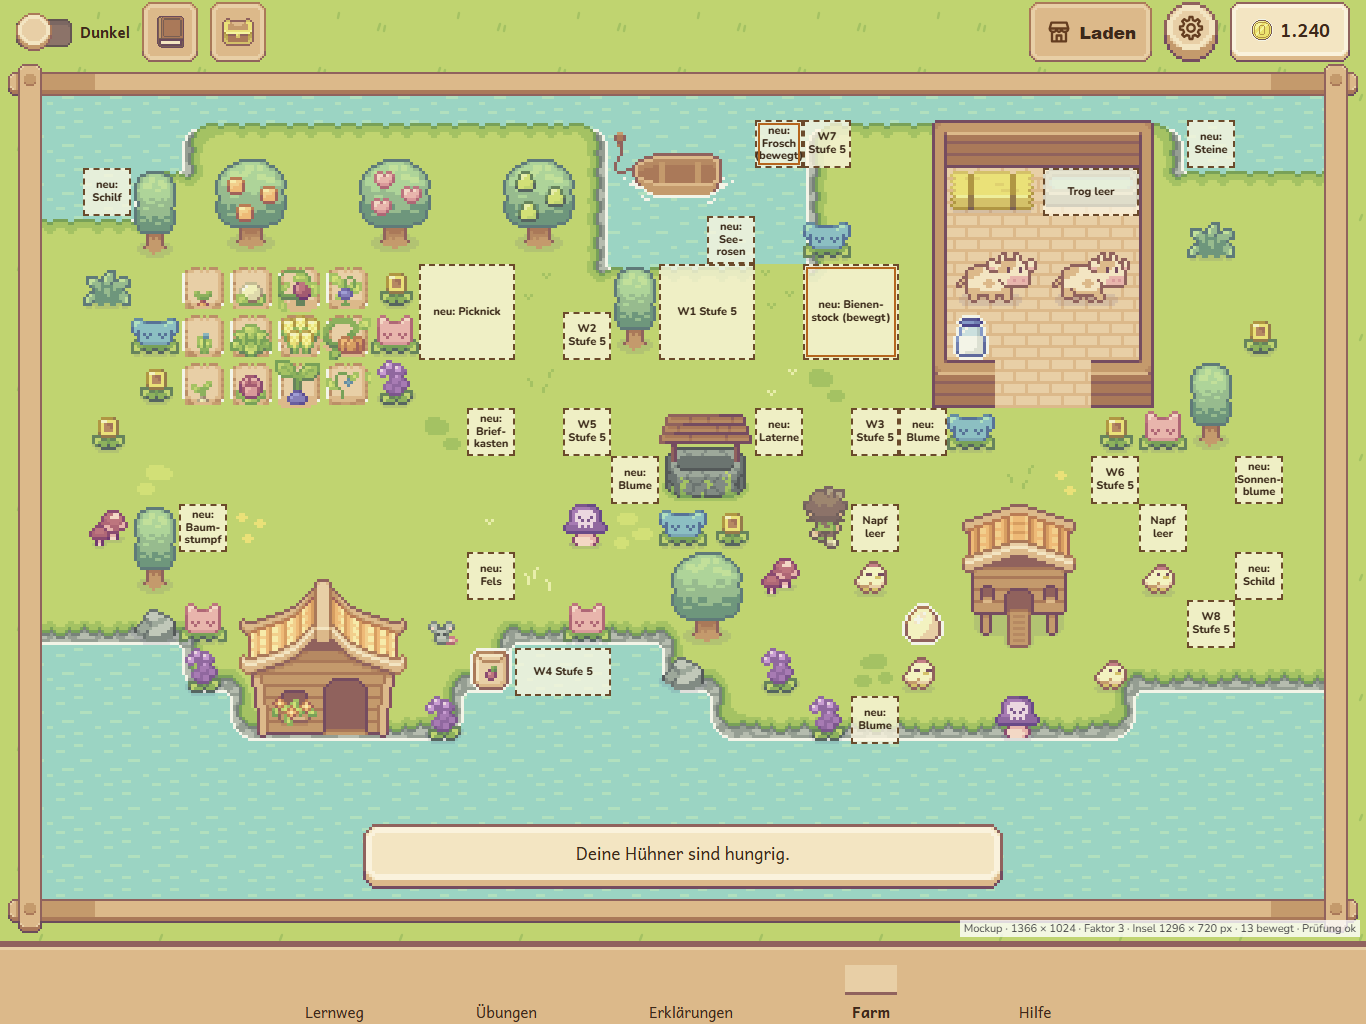 Dunkel
Laden
1.240
neu:
Frosch
(bewegt)
W7
Stufe 5
neu:
Steine
neu:
Schilf
Trog leer
neu:
See-
rosen
neu: Picknick
W2
Stufe 5
W1 Stufe 5
neu: Bienen-
stock (bewegt)
neu:
Brief-
kasten
W5
Stufe 5
neu:
Laterne
W3
Stufe 5
neu:
Blume
neu:
Blume
W6
Stufe 5
neu:
Sonnen-
blume
neu:
Baum-
stumpf
Napf
leer
Napf
leer
neu:
Fels
neu:
Schild
W8
Stufe 5
W4 Stufe 5
neu:
Blume
Deine Hühner sind hungrig.
Mockup · 1366 × 1024 · Faktor 3 · Insel 1296 × 720 px · 13 bewegt · Prüfung ok
Lernweg
Übungen
Erklärungen
Farm
Hilfe